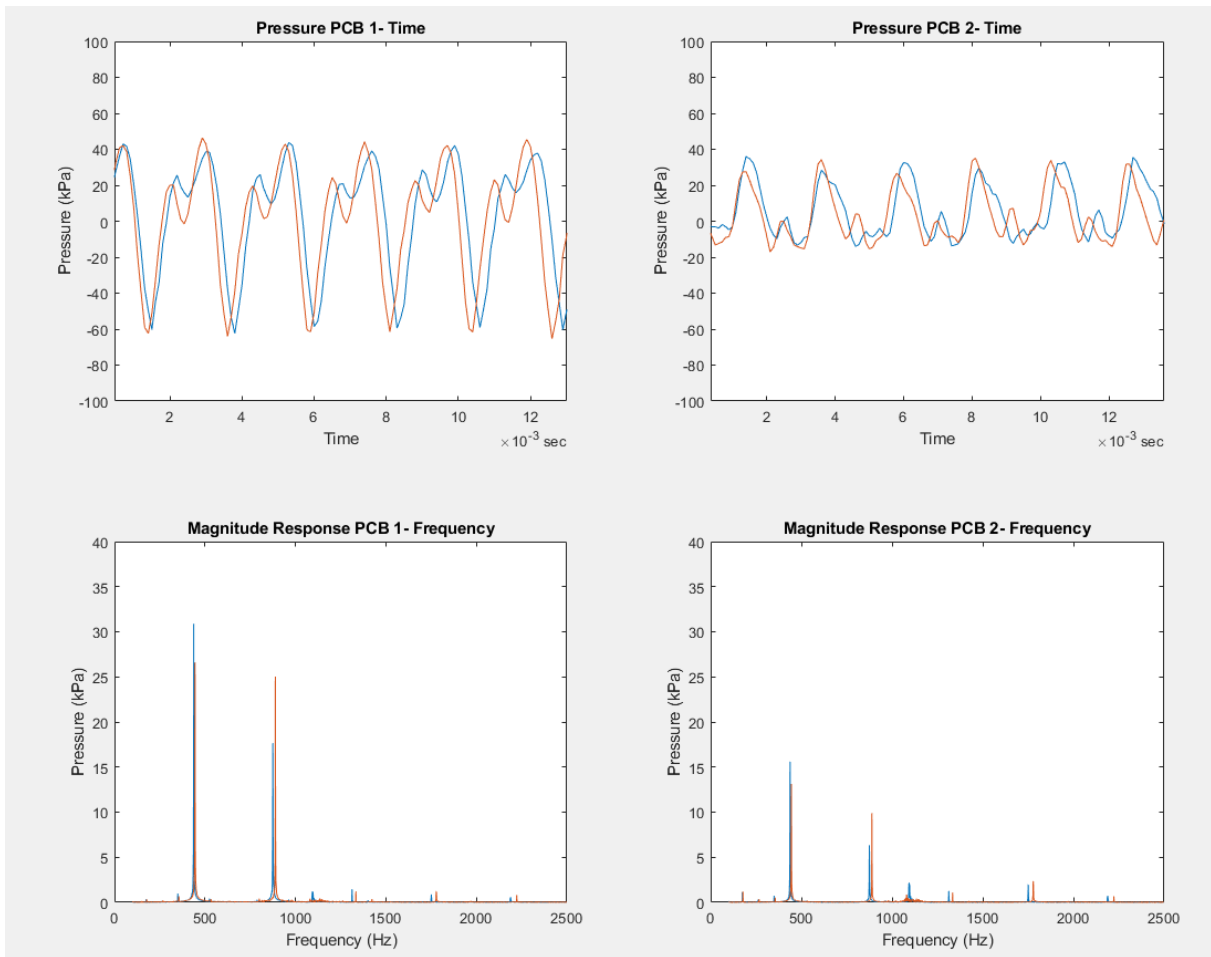 Pressure PCB 1- Time
100
80
60
40
20
0
-20
-40
-60
-80
-100
Pressure (kPa)
2 4 6 8 10 12
Time
×10-3 sec
Pressure PCB 2- Time
100
80
60
40
20
0
-20
-40
-60
-80
-100
Pressure (kPa)
2 4 6 8 10 12
Time
×10-3 sec
Magnitude Response PCB 1- Frequency
40
35
30
25
20
15
10
5
0
Pressure (kPa)
0 500 1000 1500 2000 2500
Frequency (Hz)
Magnitude Response PCB 2- Frequency
40
35
30
25
20
15
10
5
0
Pressure (kPa)
0 500 1000 1500 2000 2500
Frequency (Hz)